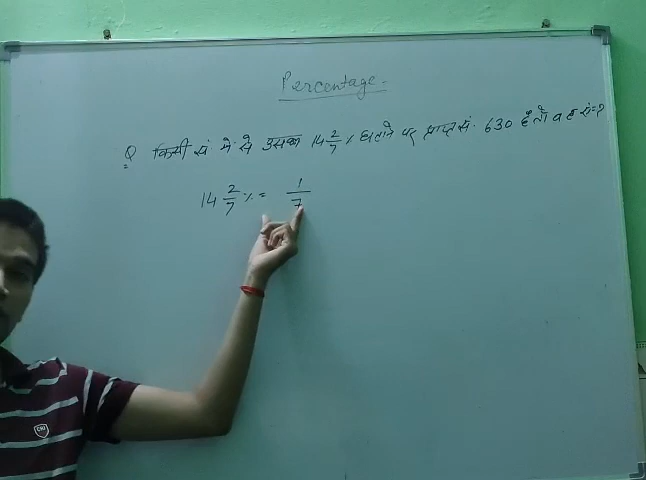 Percentage.
Q किसी सं में से उसका 14 2/7 % घटाने पर प्राप्त सं. 630 है तो वह सं=?
14 2/7 % = 1/7